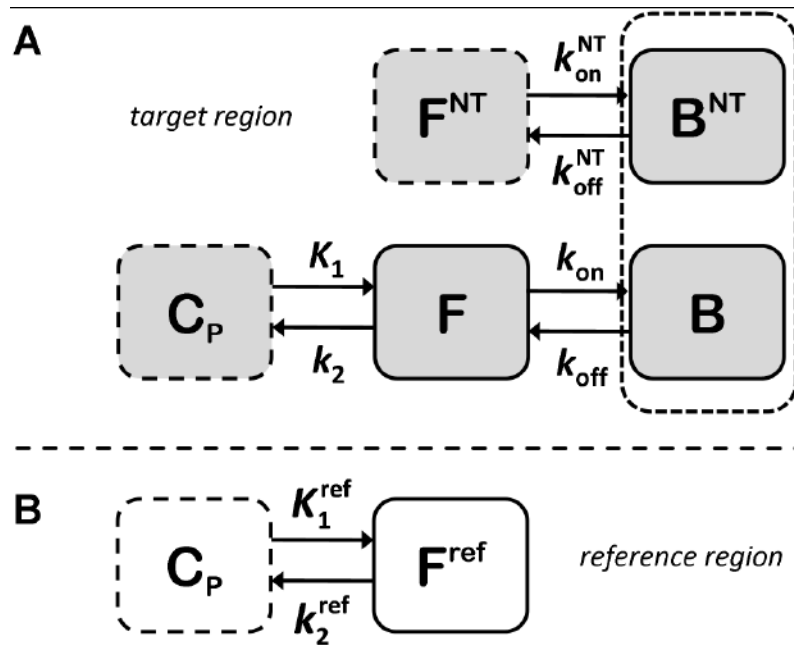 A
target region
F^NT
k_on^NT
k_off^NT
B^NT
C_P
K_1
k_2
F
k_on
k_off
B
B
C_P
K_1^ref
k_2^ref
F^ref
reference region